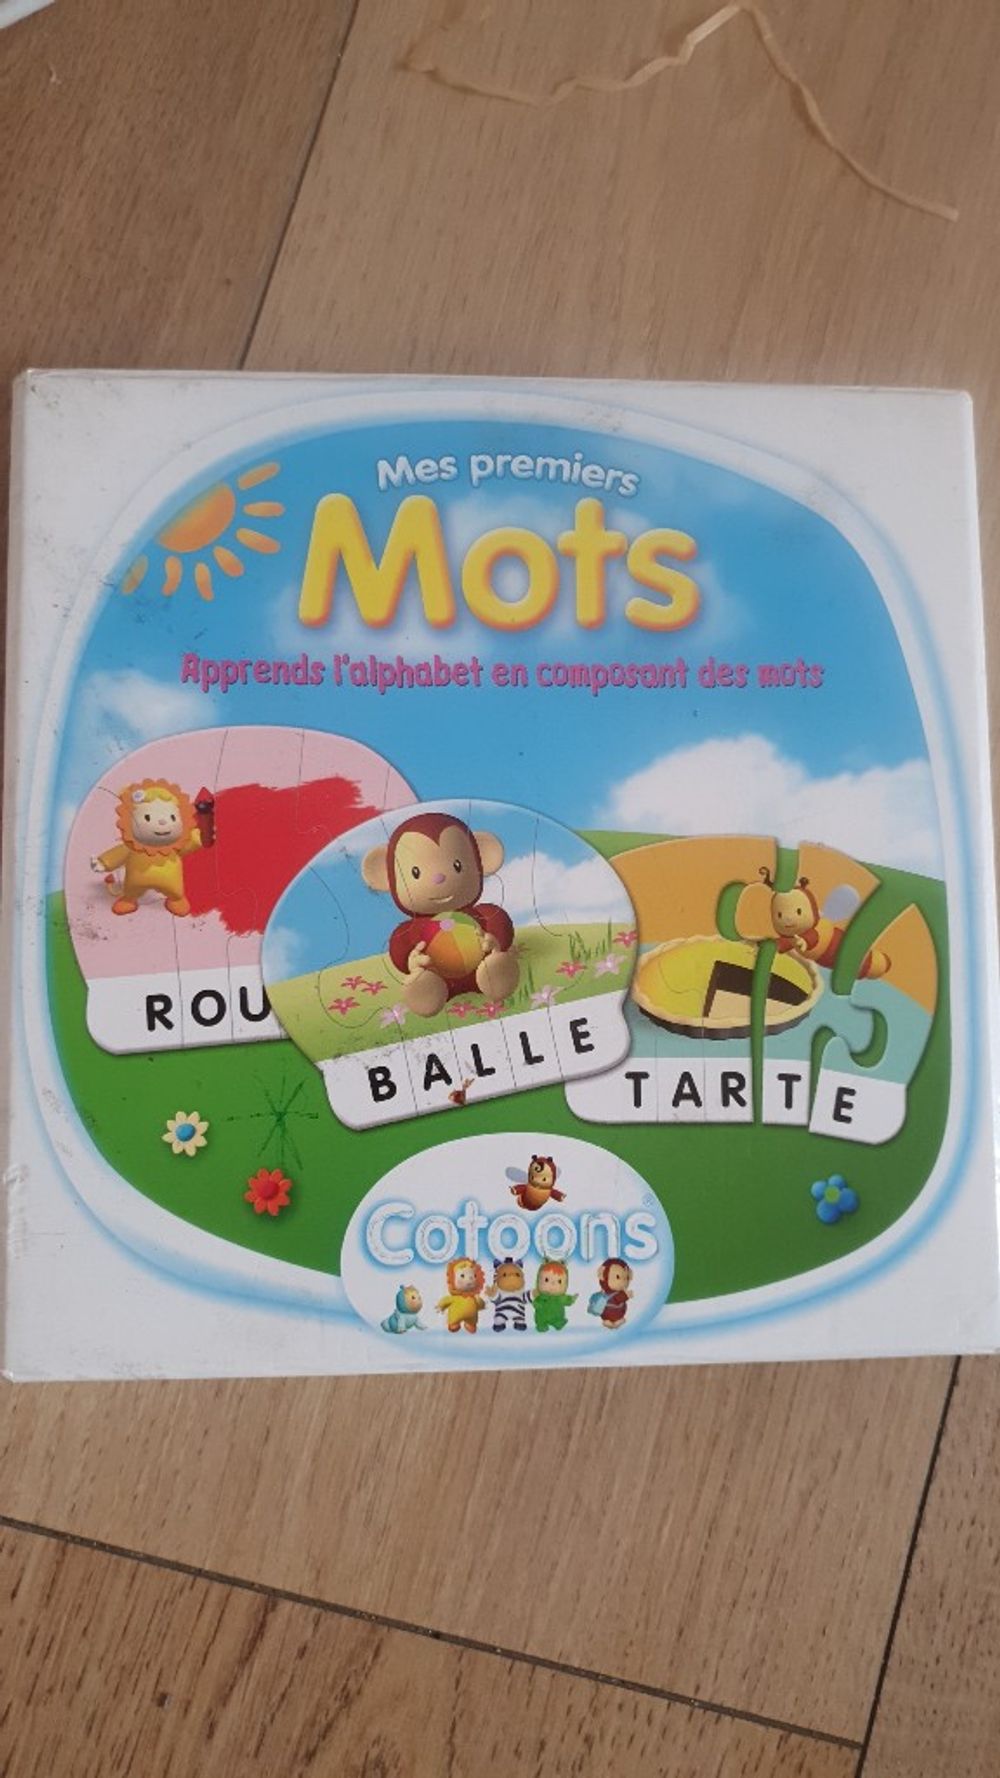 Mes premiers
Mots
Apprends l'alphabet en composant des mots
ROU
BALLE
TARTE
Cotoons®